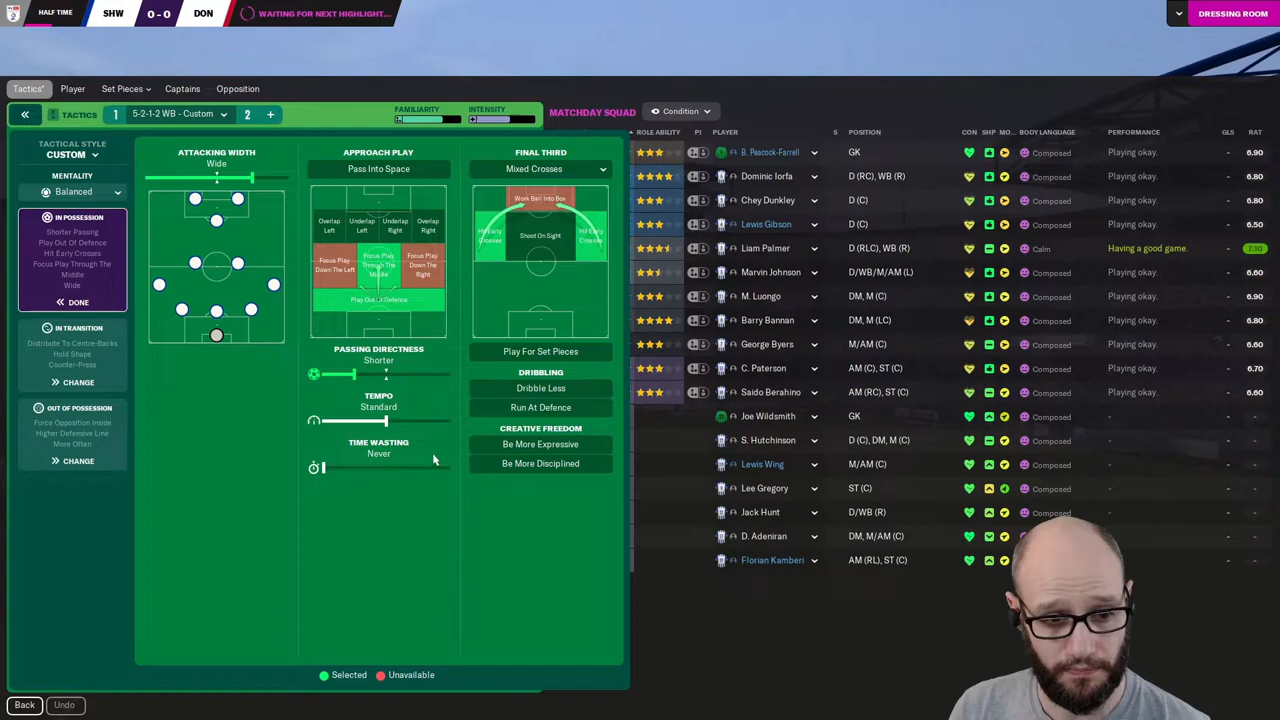 HALF TIME SHW 0 - 0 DON WAITING FOR NEXT HIGHLIGHT...
DRESSING ROOM
Tactics* Player Set Pieces Captains Opposition
TACTICS 1 5-2-1-2 WB - Custom 2 + FAMILIARITY INTENSITY
MATCHDAY SQUAD Condition
TACTICAL STYLE
CUSTOM
MENTALITY
Balanced
IN POSSESSION
Shorter Passing
Play Out Of Defence
Hit Early Crosses
Focus Play Through The
Middle
Wide
DONE
IN TRANSITION
Distribute To Centre-Backs
Hold Shape
Counter-Press
CHANGE
OUT OF POSSESSION
Force Opposition Inside
Higher Defensive Line
More Often
CHANGE
ATTACKING WIDTH
Wide
APPROACH PLAY
Pass Into Space
Overlap Left
Underlap Left
Underlap Right
Overlap Right
Focus Play Down The Left
Focus Play Through The Middle
Focus Play Down The Right
Play Out Of Defence
PASSING DIRECTNESS
Shorter
TEMPO
Standard
TIME WASTING
Never
FINAL THIRD
Mixed Crosses
Work Ball Into Box
Hit Early Crosses
Shoot On Sight
Hit Early Crosses
Play For Set Pieces
DRIBBLING
Dribble Less
Run At Defence
CREATIVE FREEDOM
Be More Expressive
Be More Disciplined
Selected Unavailable
Back Undo
ROLE ABILITY PI PLAYER S POSITION CON SHP MO... BODY LANGUAGE PERFORMANCE GLS RAT
B. Peacock-Farrell GK Composed Playing okay. - 6.90
Dominic Iorfa D (RC), WB (R) Composed Playing okay. - 6.80
Chey Dunkley D (C) Composed Playing okay. - 6.80
Lewis Gibson D (C) Composed Playing okay. - 6.50
Liam Palmer D (RLC), WB (R) Calm Having a good game. - 7.10
Marvin Johnson D/WB/M/AM (L) Composed Playing okay. - 6.60
M. Luongo DM, M (C) Composed Playing okay. - 6.90
Barry Bannan DM, M (LC) Composed Playing okay. - 6.80
George Byers M/AM (C) Composed Playing okay. - 6.90
C. Paterson AM (C), ST (C) Composed Playing okay. - 6.70
Saido Berahino AM (RC), ST (C) Composed Playing okay. - 6.60
Joe Wildsmith GK Composed - - -
S. Hutchinson D (C), DM, M (C) Composed - - -
Lewis Wing M/AM (C) Composed - - -
Lee Gregory ST (C) Composed - - -
Jack Hunt D/WB (R) Composed - - -
D. Adeniran DM, M/AM (C) Composed - - -
Florian Kamberi AM (RL), ST (C) Composed - - -